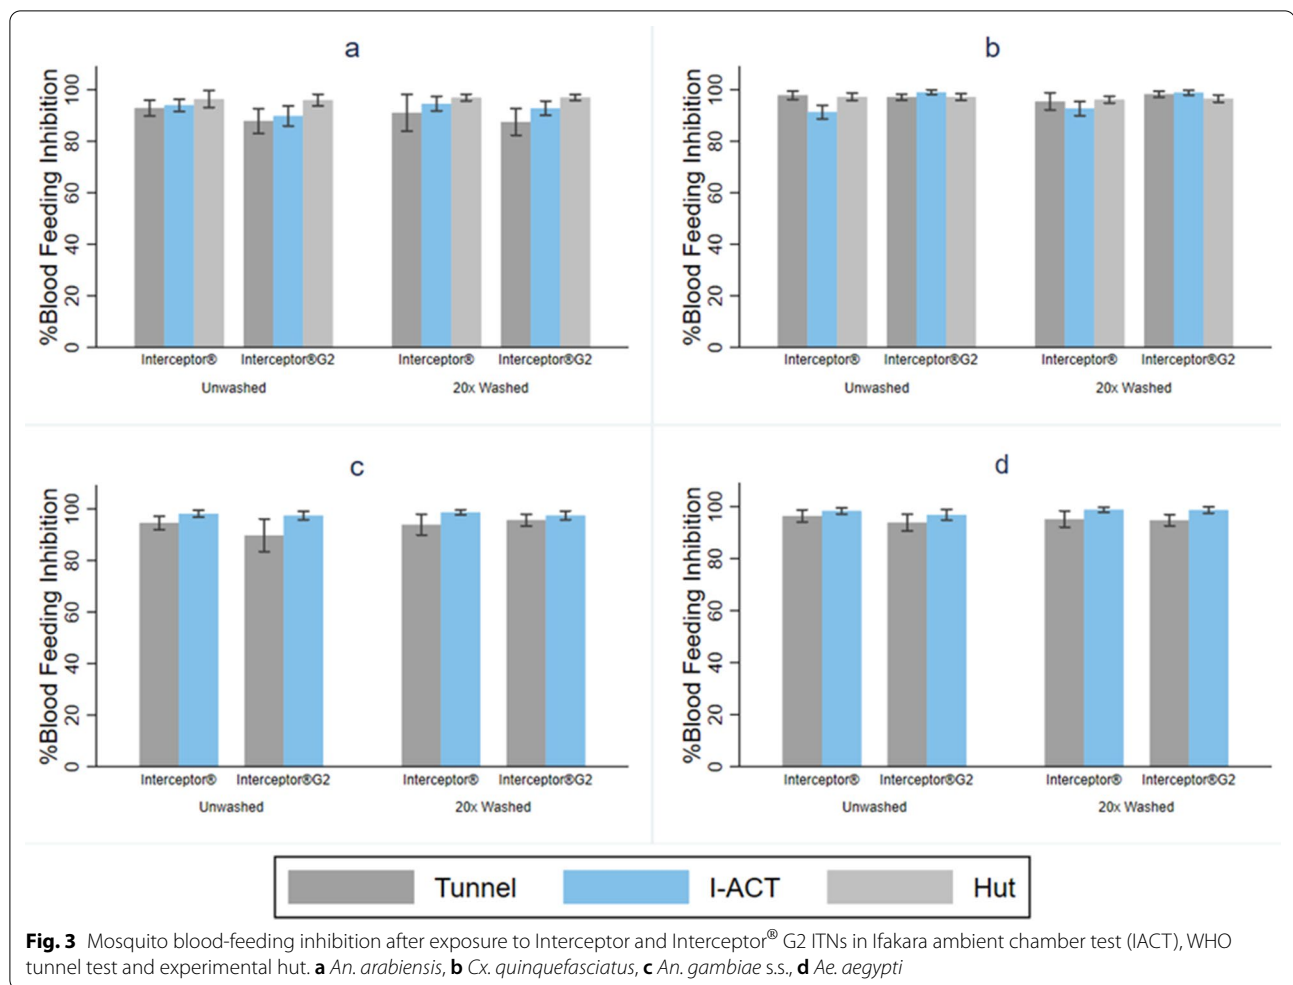 a
%Blood Feeding Inhibition
0 20 40 60 80 100
Interceptor® Interceptor®G2 Interceptor® Interceptor®G2
Unwashed 20x Washed
b
%Blood Feeding Inhibition
0 20 40 60 80 100
Interceptor® Interceptor®G2 Interceptor® Interceptor®G2
Unwashed 20x Washed
c
%Blood Feeding Inhibition
0 20 40 60 80 100
Interceptor® Interceptor®G2 Interceptor® Interceptor®G2
Unwashed 20x Washed
d
%Blood Feeding Inhibition
0 20 40 60 80 100
Interceptor® Interceptor®G2 Interceptor® Interceptor®G2
Unwashed 20x Washed
Tunnel I-ACT Hut
Fig. 3 Mosquito blood-feeding inhibition after exposure to Interceptor and Interceptor® G2 ITNs in Ifakara ambient chamber test (IACT), WHO
tunnel test and experimental hut. a An. arabiensis, b Cx. quinquefasciatus, c An. gambiae s.s., d Ae. aegypti